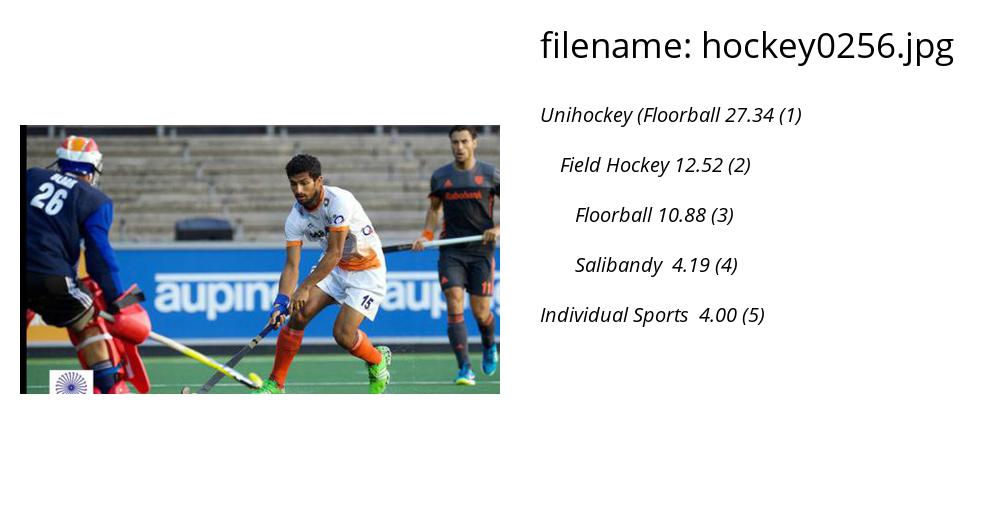 filename: hockey0256.jpg
Unihockey (Floorball 27.34 (1)
Field Hockey 12.52 (2)
Floorball 10.88 (3)
Salibandy 4.19 (4)
Individual Sports 4.00 (5)
26
Rabobank
aupin
aup
15
11